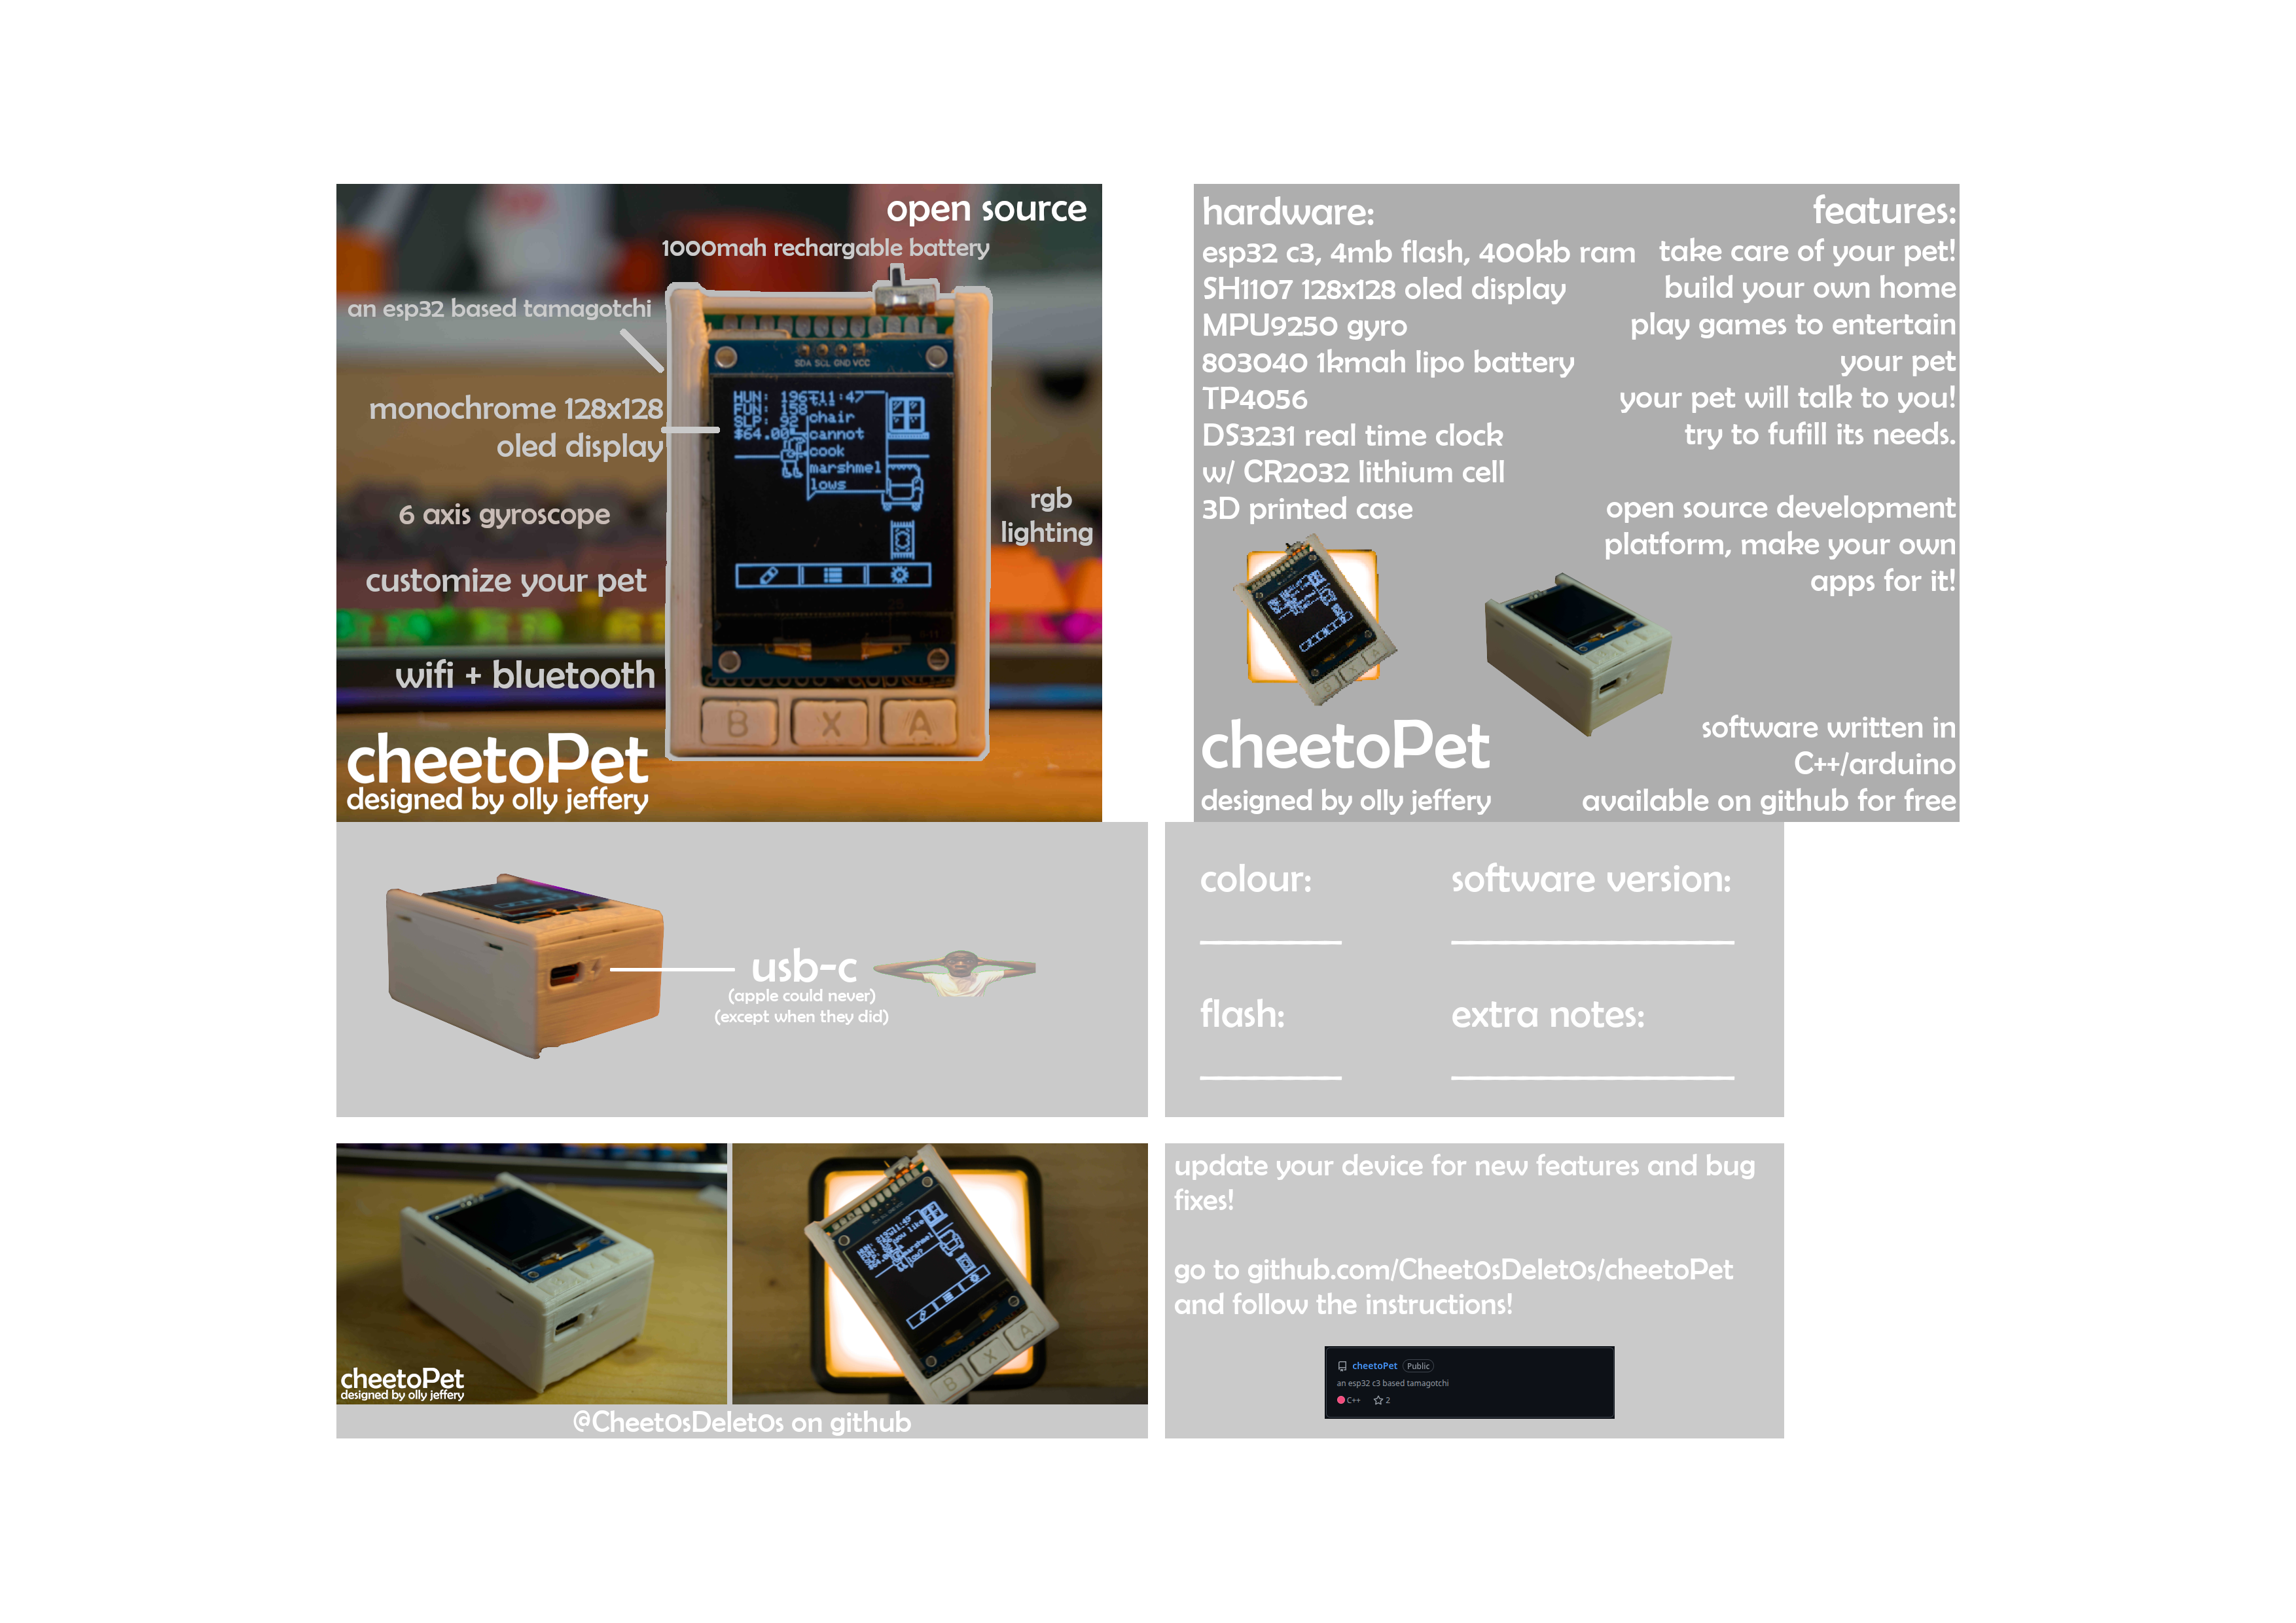 open source
1000mah rechargable battery
an esp32 based tamagotchi
monochrome 128x128
oled display
6 axis gyroscope
rgb
lighting
customize your pet
wifi + bluetooth
SDA SCL GND VCC
HUN: 196 11:47
FUN: 158
SLP: 92
$64.00
chair
cannot
cook
marshmel
lows
B X A
cheetoPet
designed by olly jeffery
hardware:
esp32 c3, 4mb flash, 400kb ram
SH1107 128x128 oled display
MPU9250 gyro
803040 1kmah lipo battery
TP4056
DS3231 real time clock
w/ CR2032 lithium cell
3D printed case
features:
take care of your pet!
build your own home
play games to entertain
your pet
your pet will talk to you!
try to fufill its needs.
open source development
platform, make your own
apps for it!
B X A
cheetoPet
designed by olly jeffery
software written in
C++/arduino
available on github for free
usb-c
(apple could never)
(except when they did)
colour:
software version:
flash:
extra notes:
cheetoPet
designed by olly jeffery
B X A
@Cheet0sDelet0s on github
update your device for new features and bug
fixes!
go to github.com/Cheet0sDelet0s/cheetoPet
and follow the instructions!
cheetoPet Public
an esp32 c3 based tamagotchi
C++ 2